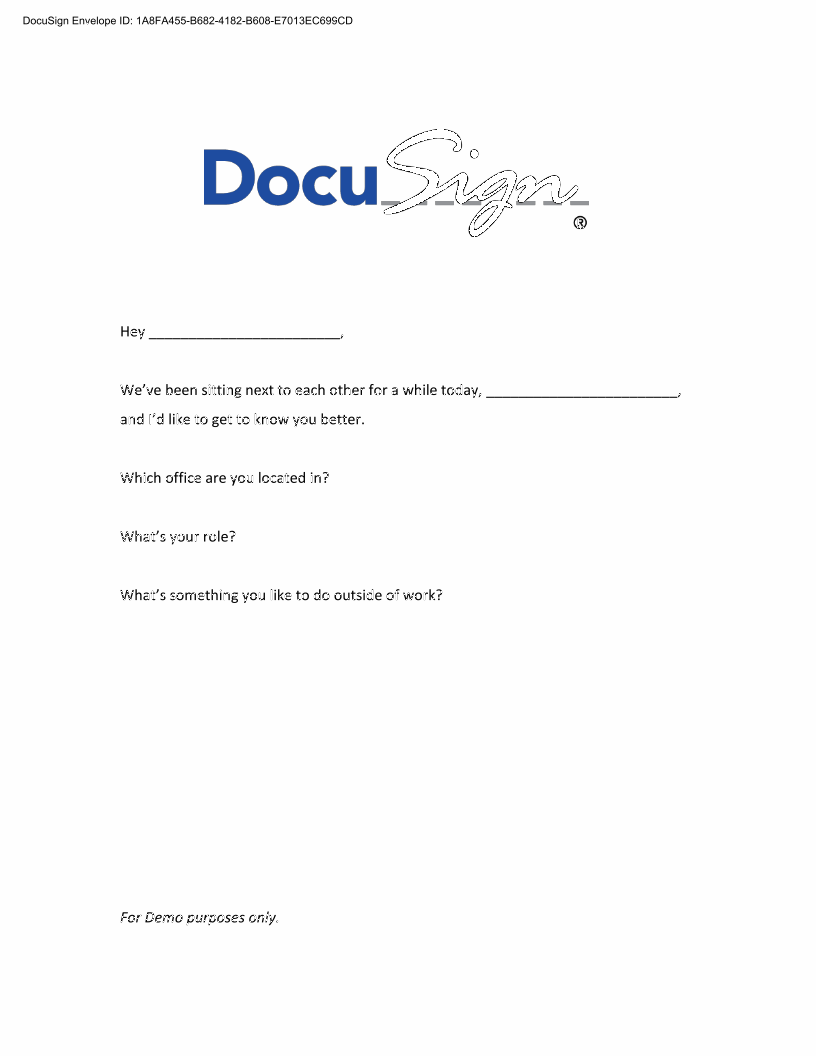 DocuSign Envelope ID: 1A8FA455-B682-4182-B608-E7013EC699CD
DocuSign®
Hey ________________________,
We’ve been sitting next to each other for a while today, ________________________,
and I’d like to get to know you better.
Which office are you located in?
What’s your role?
What’s something you like to do outside of work?
For Demo purposes only.